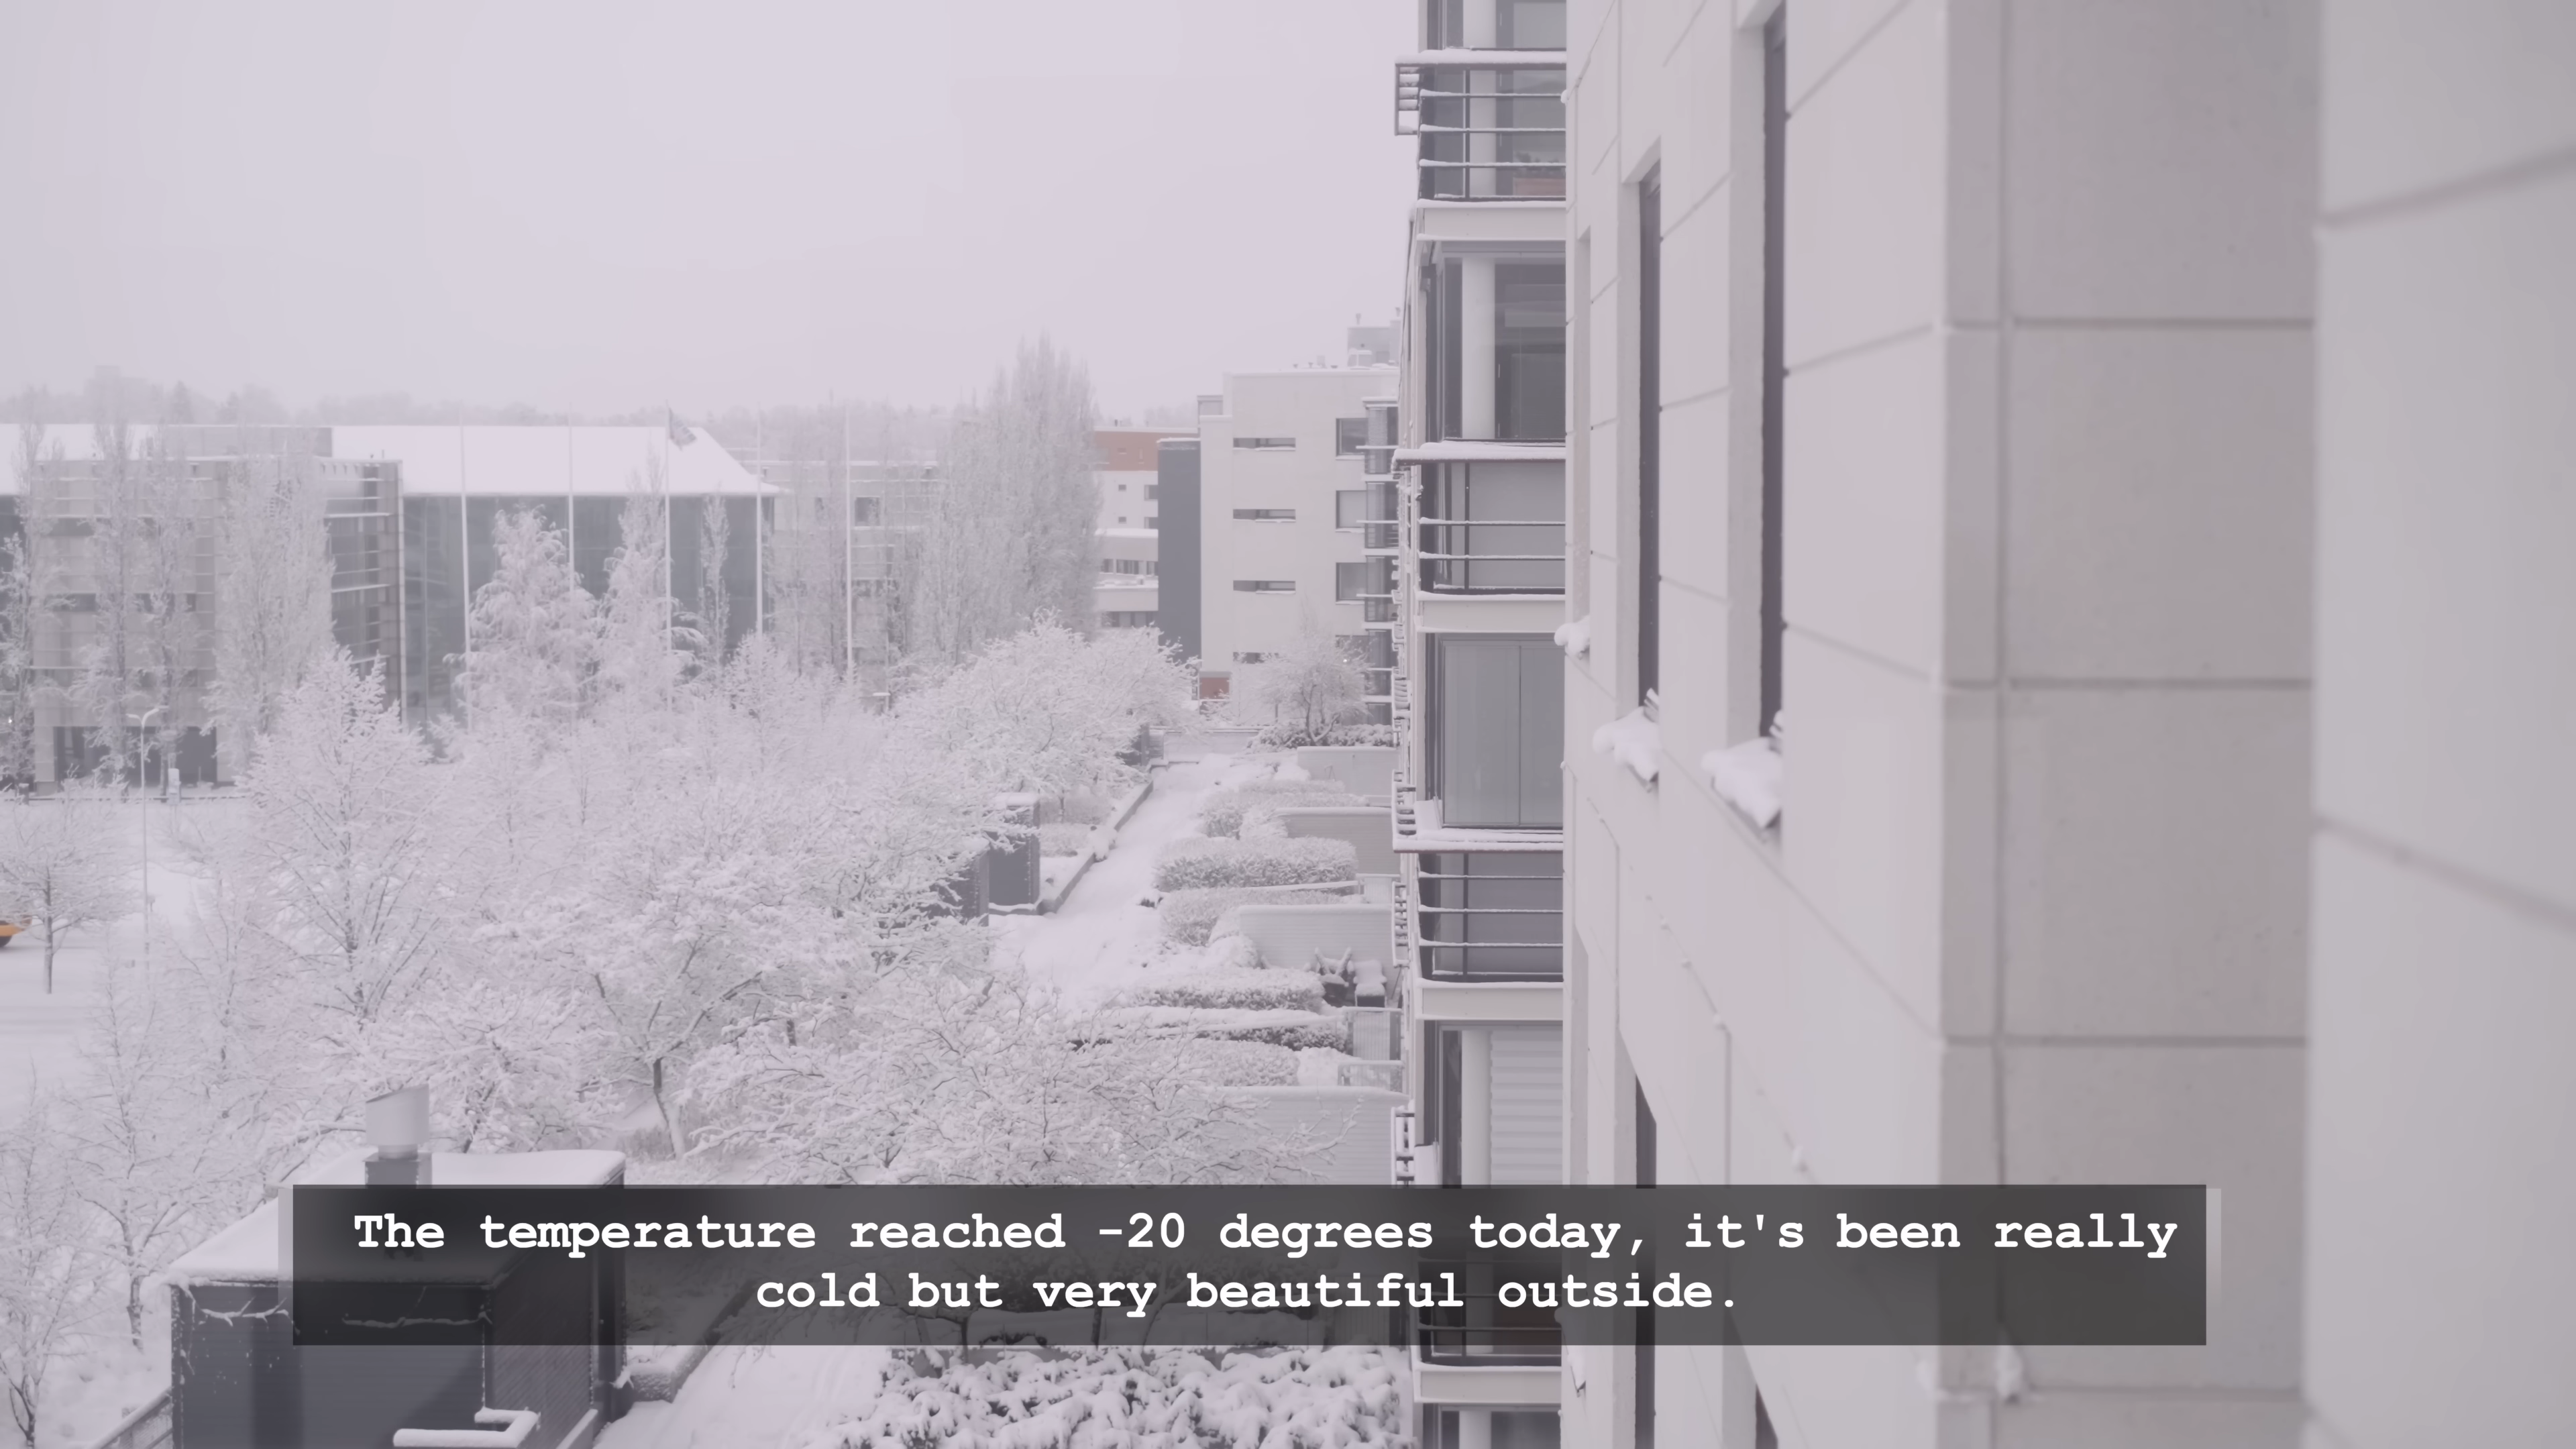 The temperature reached -20 degrees today, it's been really
cold but very beautiful outside.